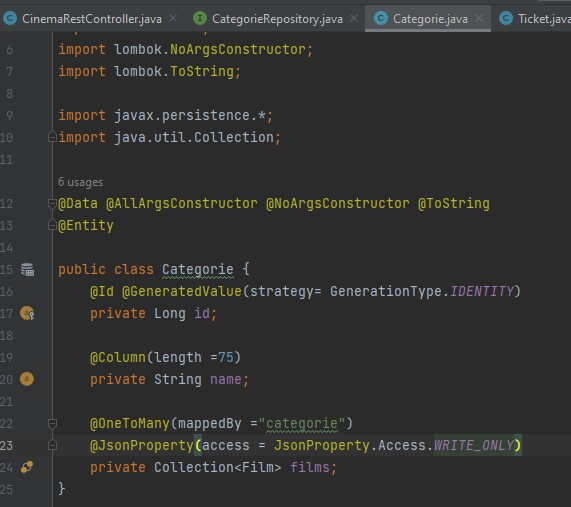 CinemaRestController.java CategorieRepository.java Categorie.java Ticket.java
6 import lombok.NoArgsConstructor;
7 import lombok.ToString;
8
9 import javax.persistence.*;
10 import java.util.Collection;
11
6 usages
12 @Data @AllArgsConstructor @NoArgsConstructor @ToString
13 @Entity
14
15 public class Categorie {
16 @Id @GeneratedValue(strategy= GenerationType.IDENTITY)
17 private Long id;
18
19 @Column(length =75)
20 private String name;
21
22 @OneToMany(mappedBy ="categorie")
23 @JsonProperty(access = JsonProperty.Access.WRITE_ONLY)
24 private Collection<Film> films;
25 }